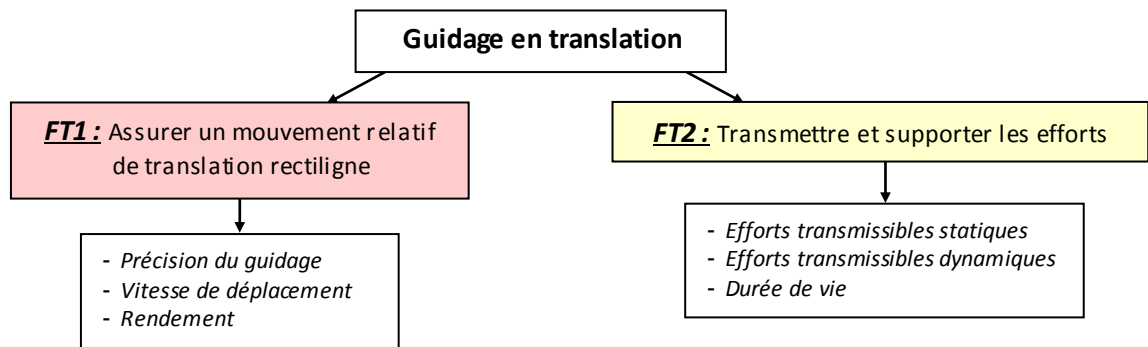 Guidage en translation
FT1 : Assurer un mouvement relatif
de translation rectiligne
FT2 : Transmettre et supporter les efforts
- Précision du guidage
- Vitesse de déplacement
- Rendement
- Efforts transmissibles statiques
- Efforts transmissibles dynamiques
- Durée de vie